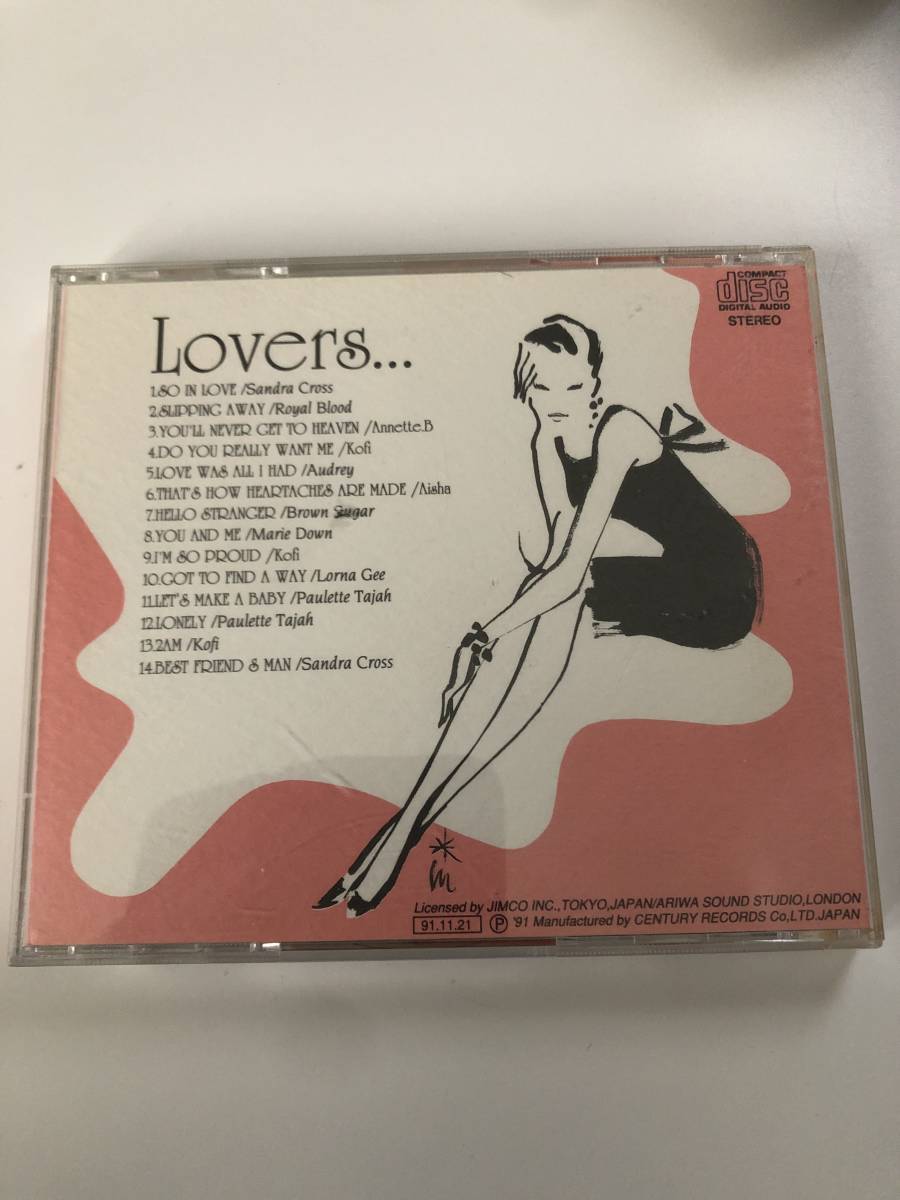 COMPACT
disc
DIGITAL AUDIO
STEREO
Lovers...
1.SO IN LOVE /Sandra Cross
2.SLIPPING AWAY /Royal Blood
3.YOU'LL NEVER GET TO HEAVEN /Annette.B
4.DO YOU REALLY WANT ME /Kofi
5.LOVE WAS ALL I HAD /Audrey
6.THAT'S HOW HEARTACHES ARE MADE /Aisha
7.HELLO STRANGER /Brown Sugar
8.YOU AND ME /Marie Down
9.I'M SO PROUD /Kofi
10.GOT TO FIND A WAY /Lorna Gee
11.LET'S MAKE A BABY /Paulette Tajah
12.LONELY /Paulette Tajah
13.2AM /Kofi
14.BEST FRIEND S MAN /Sandra Cross
Licensed by JIMCO INC.,TOKYO,JAPAN/ARIWA SOUND STUDIO,LONDON
91.11.21 Ⓟ '91 Manufactured by CENTURY RECORDS Co,LTD.JAPAN